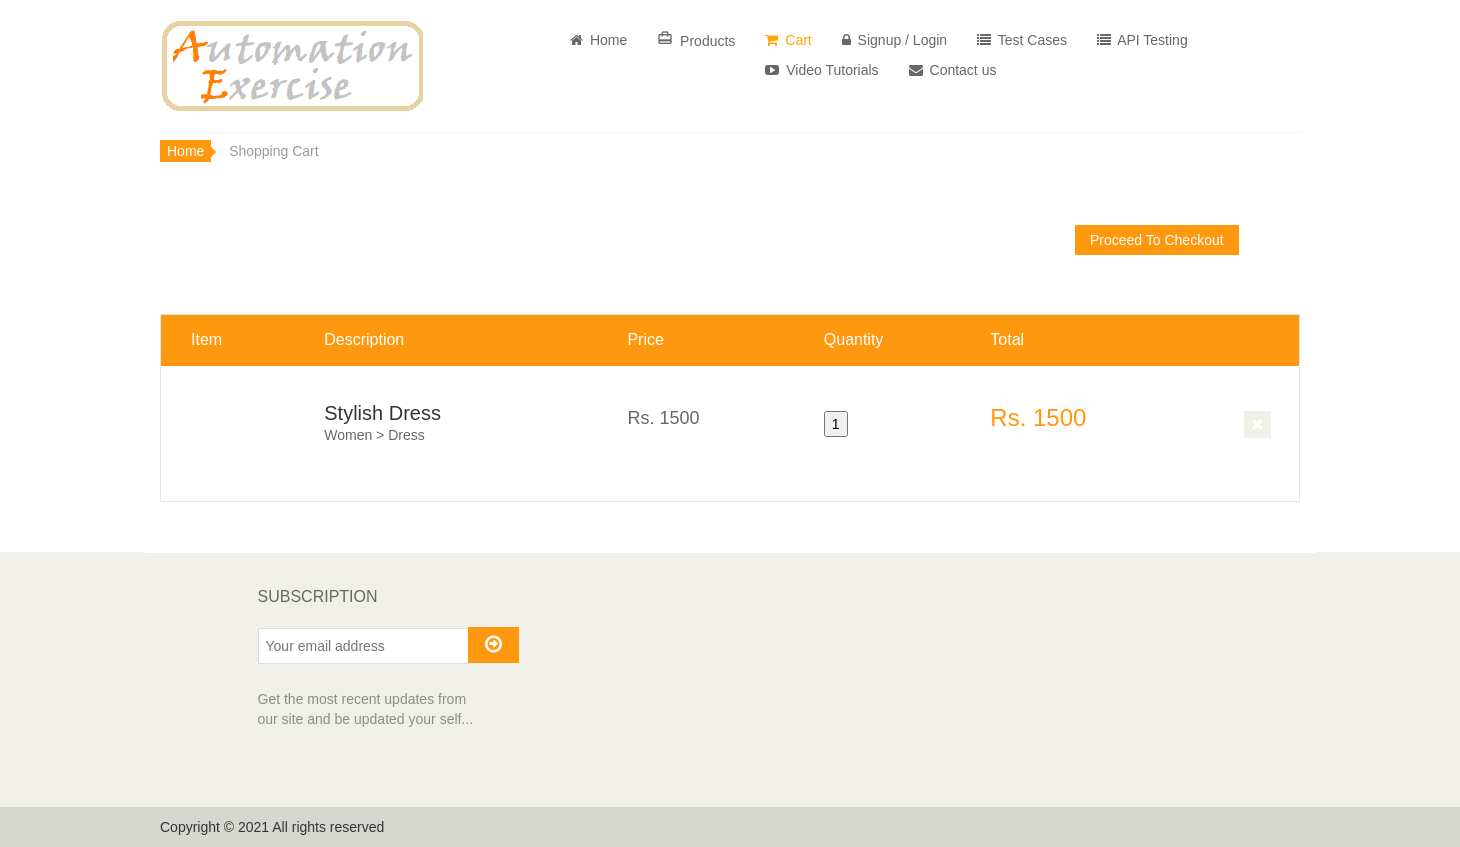 Automation
Exercise
Home Products Cart Signup / Login Test Cases API Testing
Video Tutorials Contact us
Home Shopping Cart
Proceed To Checkout
Item Description Price Quantity Total
Stylish Dress Rs. 1500 1 Rs. 1500
Women > Dress
SUBSCRIPTION
Your email address
Get the most recent updates from
our site and be updated your self...
Copyright © 2021 All rights reserved